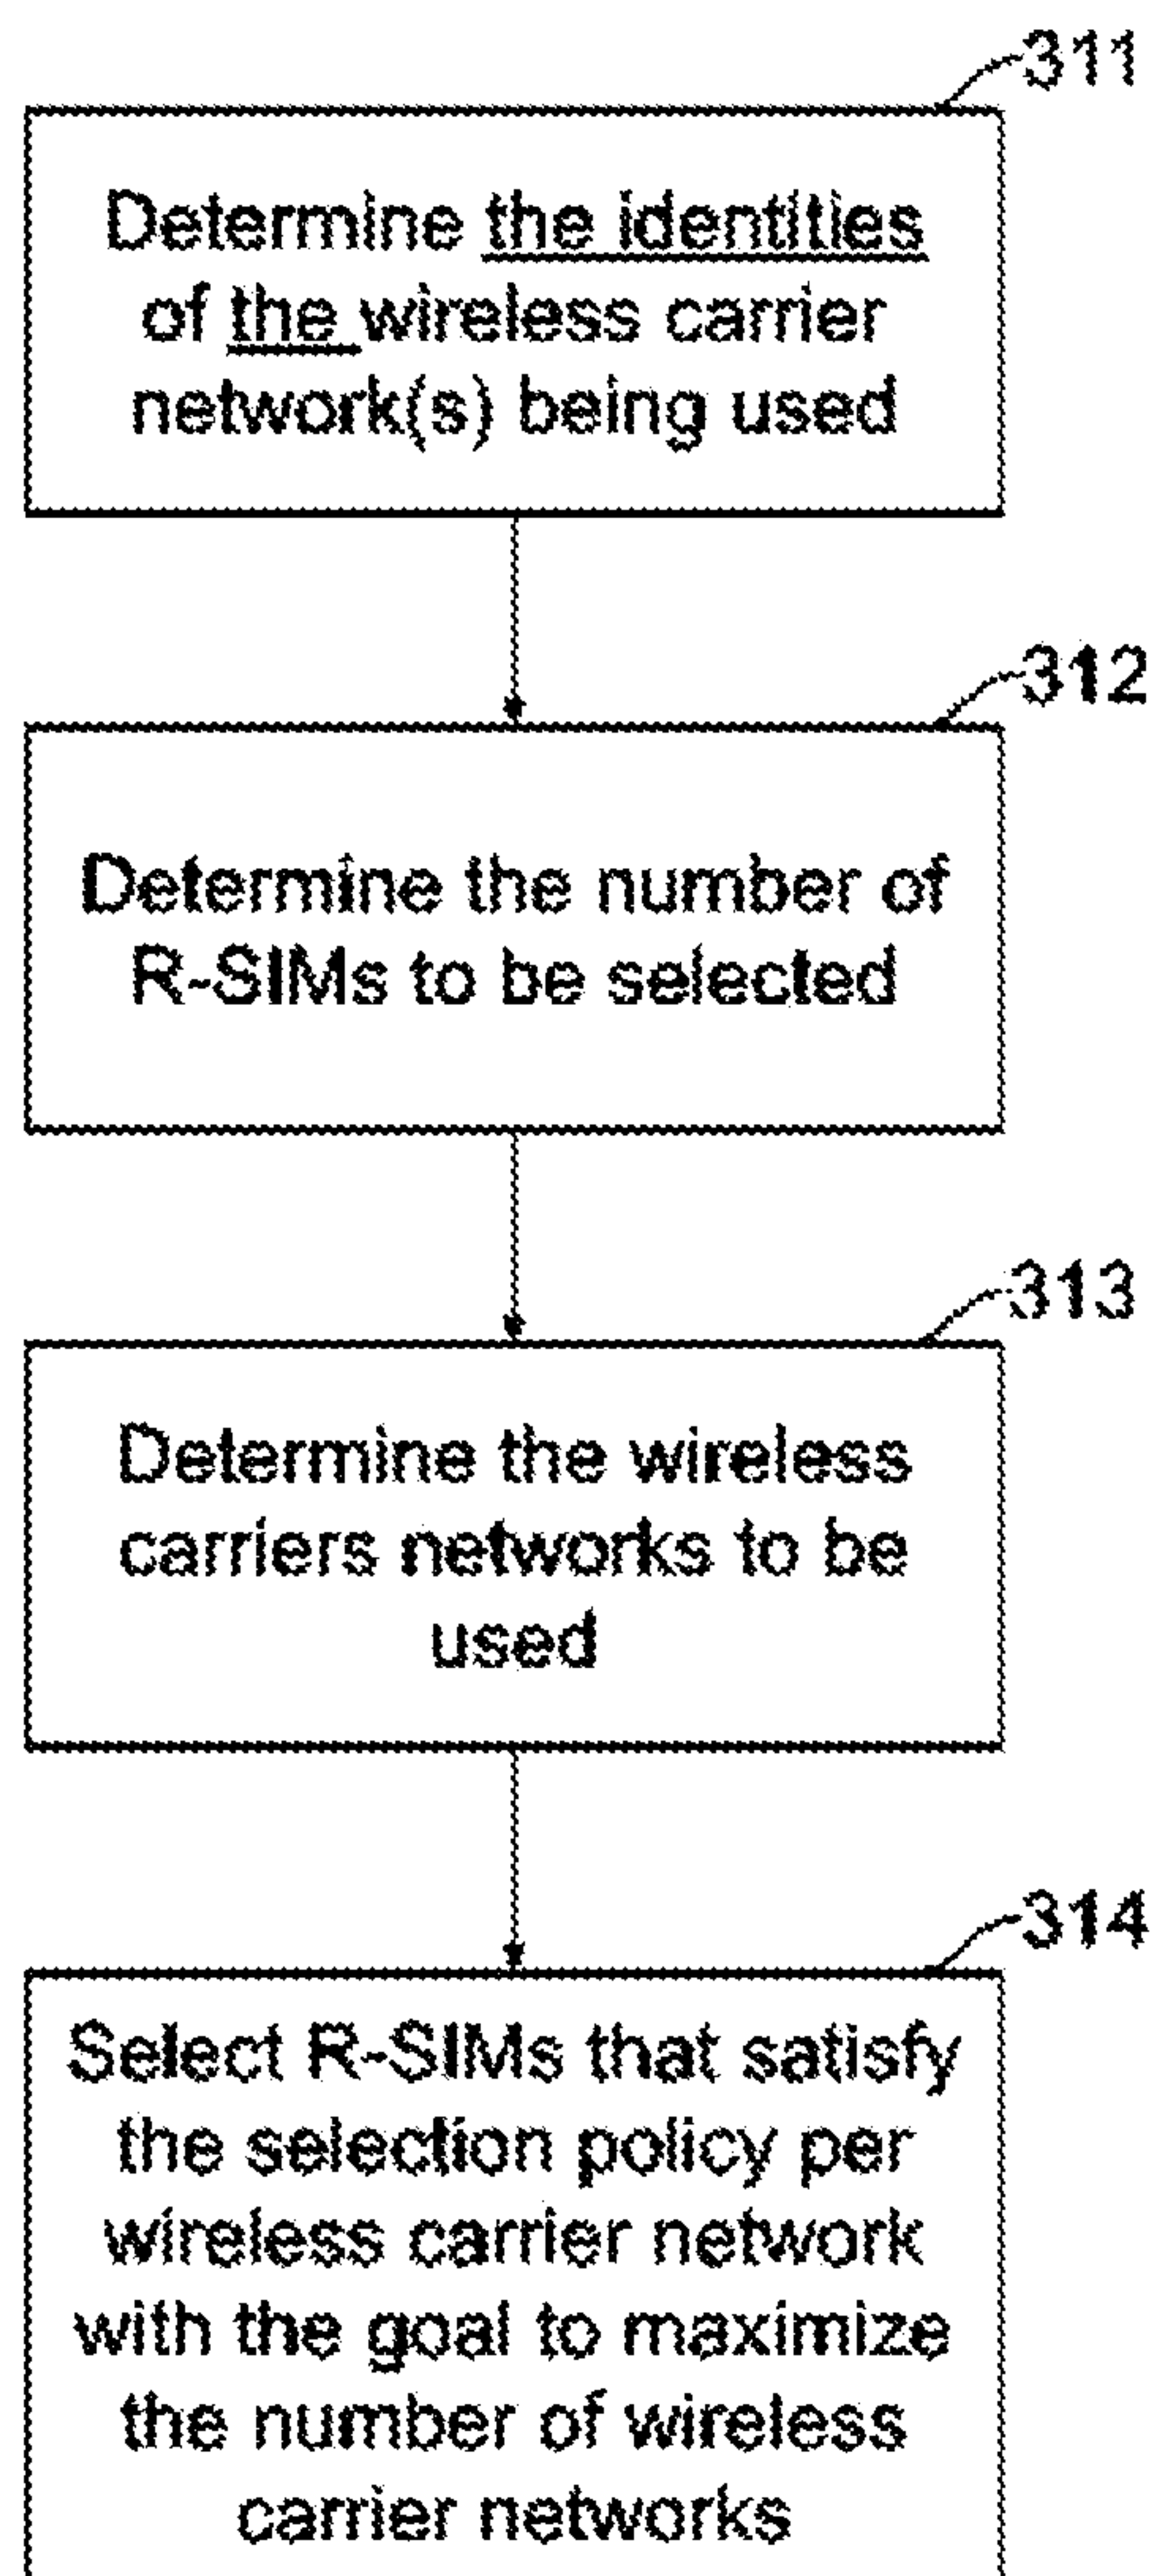 311
Determine the identities
of the wireless carrier
network(s) being used
312
Determine the number of
R-SIMs to be selected
313
Determine the wireless
carriers networks to be
used
314
Select R-SIMs that satisfy
the selection policy per
wireless carrier network
with the goal to maximize
the number of wireless
carrier networks